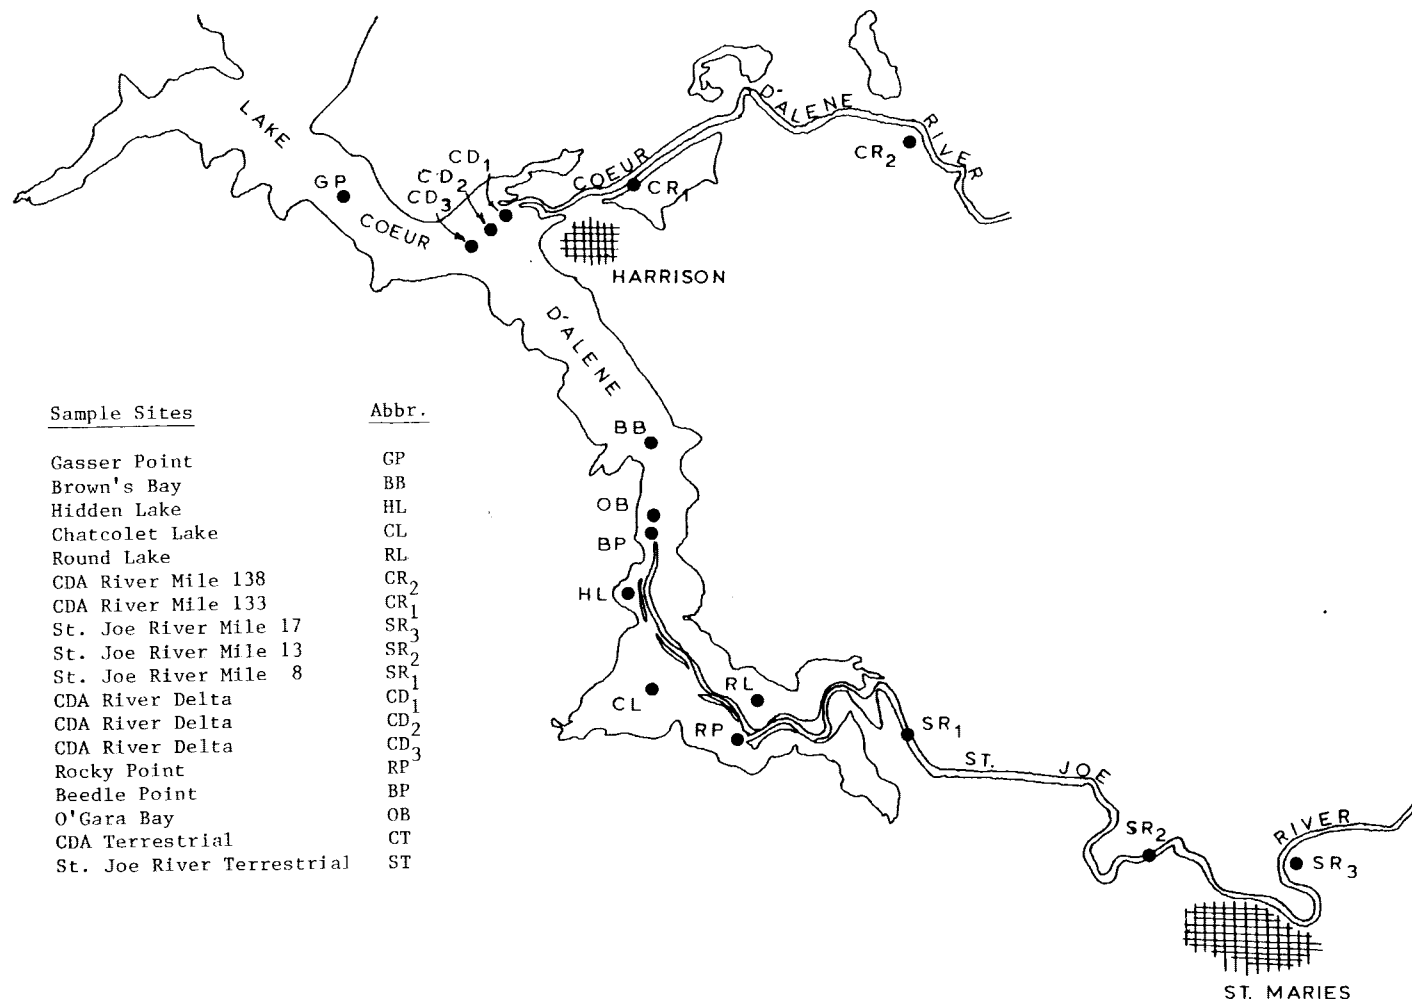 LAKE
COEUR
D'ALENE
GP
CD1
CD2
CD3
COEUR
D'ALENE
RIVER
CR1
CR2
HARRISON
BB
OB
BP
HL
CL
RL
RP
SR1
ST. JOE
RIVER
SR2
SR3
ST. MARIES
Sample Sites Abbr.
Gasser Point GP
Brown's Bay BB
Hidden Lake HL
Chatcolet Lake CL
Round Lake RL
CDA River Mile 138 CR2
CDA River Mile 133 CR1
St. Joe River Mile 17 SR3
St. Joe River Mile 13 SR2
St. Joe River Mile 8 SR1
CDA River Delta CD1
CDA River Delta CD2
CDA River Delta CD3
Rocky Point RP
Beedle Point BP
O'Gara Bay OB
CDA Terrestrial CT
St. Joe River Terrestrial ST